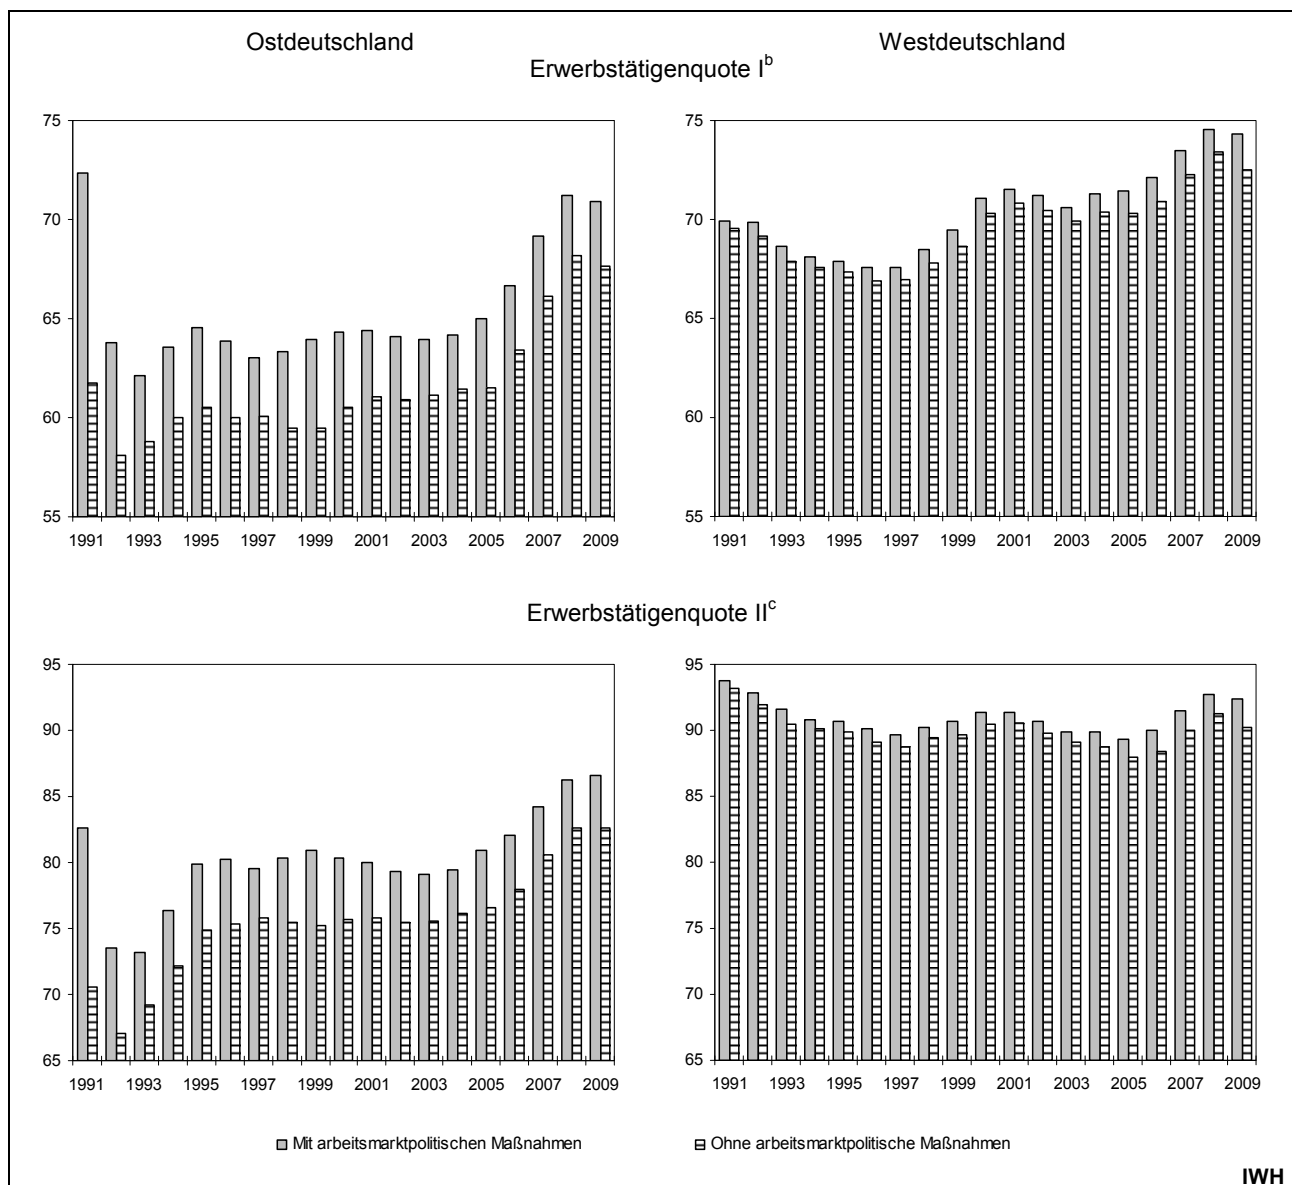 Ostdeutschland Westdeutschland
Erwerbstätigenquote I^b
75 75
70 70
65 65
60 60
55 55
1991 1993 1995 1997 1999 2001 2003 2005 2007 2009 1991 1993 1995 1997 1999 2001 2003 2005 2007 2009
Erwerbstätigenquote II^c
95 95
90 90
85 85
80 80
75 75
70 70
65 65
1991 1993 1995 1997 1999 2001 2003 2005 2007 2009 1991 1993 1995 1997 1999 2001 2003 2005 2007 2009
Mit arbeitsmarktpolitischen Maßnahmen Ohne arbeitsmarktpolitische Maßnahmen
IWH